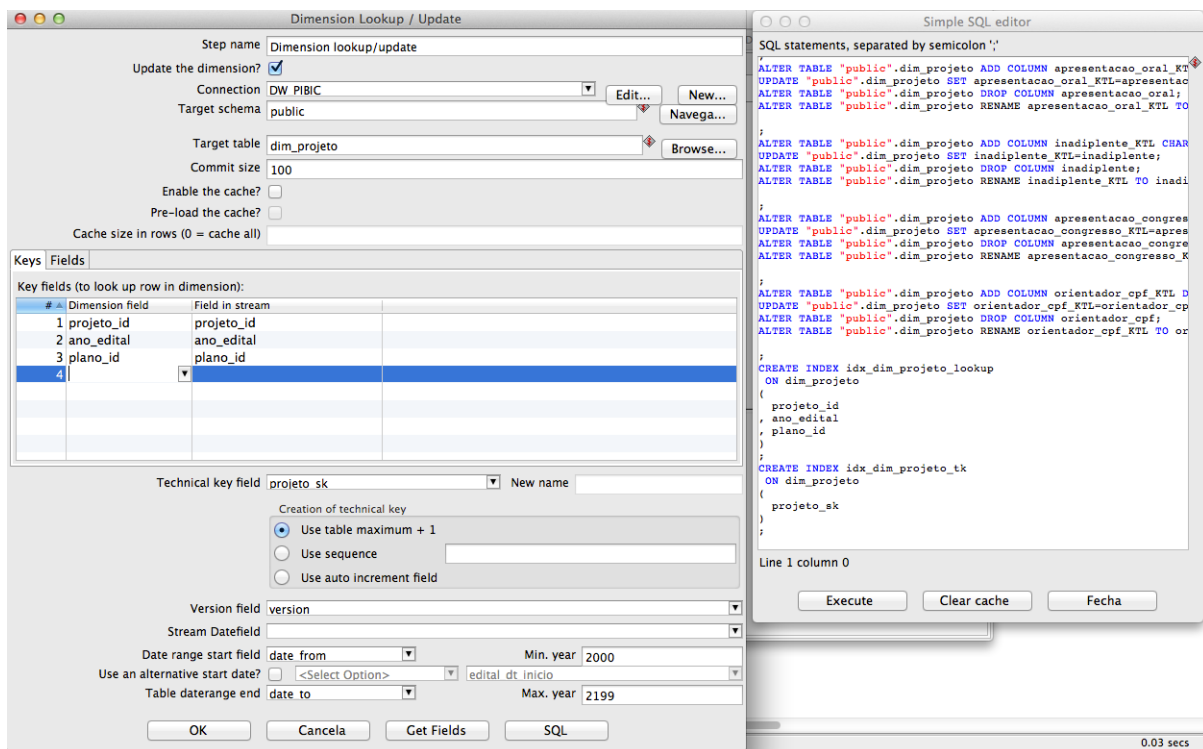 Dimension Lookup / Update
Step name Dimension lookup/update
Update the dimension?
Connection DW_PIBIC Edit... New...
Target schema public Navega...
Target table dim_projeto Browse...
Commit size 100
Enable the cache?
Pre-load the cache?
Cache size in rows (0 = cache all)
Keys Fields
Key fields (to look up row in dimension):
# Dimension field Field in stream
1 projeto_id projeto_id
2 ano_edital ano_edital
3 plano_id plano_id
4
Technical key field projeto_sk New name
Creation of technical key
Use table maximum + 1
Use sequence
Use auto increment field
Version field version
Stream Datefield
Date range start field date_from Min. year 2000
Use an alternative start date? <Select Option> edital_dt_inicio
Table daterange end date_to Max. year 2199
OK Cancela Get Fields SQL
Simple SQL editor
SQL statements, separated by semicolon ';'
;
ALTER TABLE "public".dim_projeto ADD COLUMN apresentacao_oral_KT
UPDATE "public".dim_projeto SET apresentacao_oral_KTL=apresentac
ALTER TABLE "public".dim_projeto DROP COLUMN apresentacao_oral;
ALTER TABLE "public".dim_projeto RENAME apresentacao_oral_KTL TO
;
ALTER TABLE "public".dim_projeto ADD COLUMN inadiplente_KTL CHAR
UPDATE "public".dim_projeto SET inadiplente_KTL=inadiplente;
ALTER TABLE "public".dim_projeto DROP COLUMN inadiplente;
ALTER TABLE "public".dim_projeto RENAME inadiplente_KTL TO inadi
;
ALTER TABLE "public".dim_projeto ADD COLUMN apresentacao_congres
UPDATE "public".dim_projeto SET apresentacao_congresso_KTL=apres
ALTER TABLE "public".dim_projeto DROP COLUMN apresentacao_congre
ALTER TABLE "public".dim_projeto RENAME apresentacao_congresso_K
;
ALTER TABLE "public".dim_projeto ADD COLUMN orientador_cpf_KTL D
UPDATE "public".dim_projeto SET orientador_cpf_KTL=orientador_cp
ALTER TABLE "public".dim_projeto DROP COLUMN orientador_cpf;
ALTER TABLE "public".dim_projeto RENAME orientador_cpf_KTL TO or
;
CREATE INDEX idx_dim_projeto_lookup
ON dim_projeto
(
projeto_id
, ano_edital
, plano_id
)
;
CREATE INDEX idx_dim_projeto_tk
ON dim_projeto
(
projeto_sk
)
;
Line 1 column 0
Execute Clear cache Fecha
0.03 secs